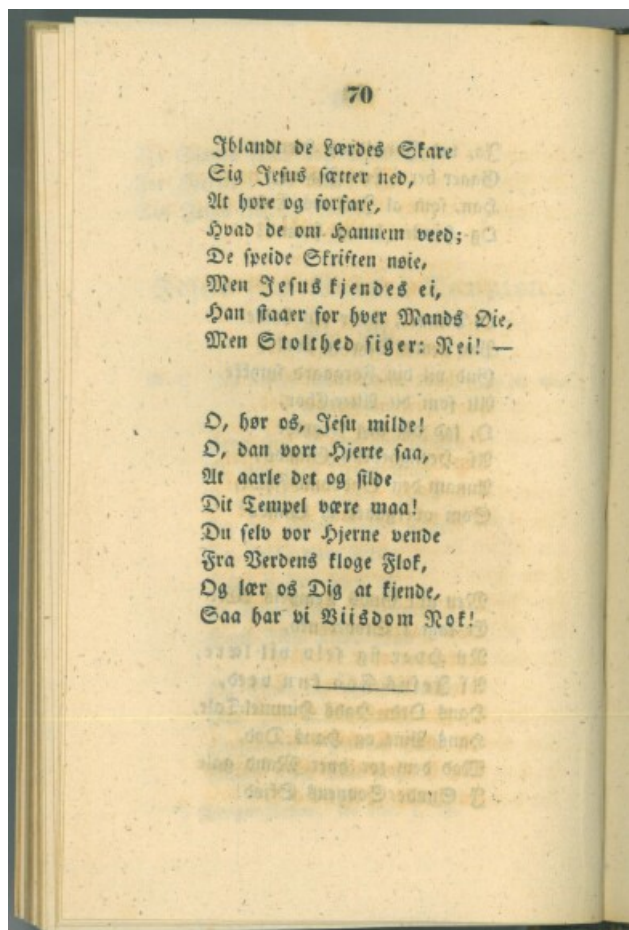 70
Iblandt de Lærdes Skare
Sig Jesus sætter ned,
At høre og forfare,
Hvad de om Hannem veed;
De speide Skriften nøie,
Men Jesus kjendes ei,
Han staaer for hver Mands Øie,
Men Stolthed siger: Nei! —
O, hør os, Jesu milde!
O, dan vort Hjerte saa,
At aarle det og silde
Dit Tempel være maa!
Du selv vor Hjerne vende
Fra Verdens kloge Flok,
Og lær os Dig at kjende,
Saa har vi Viisdom Nok!